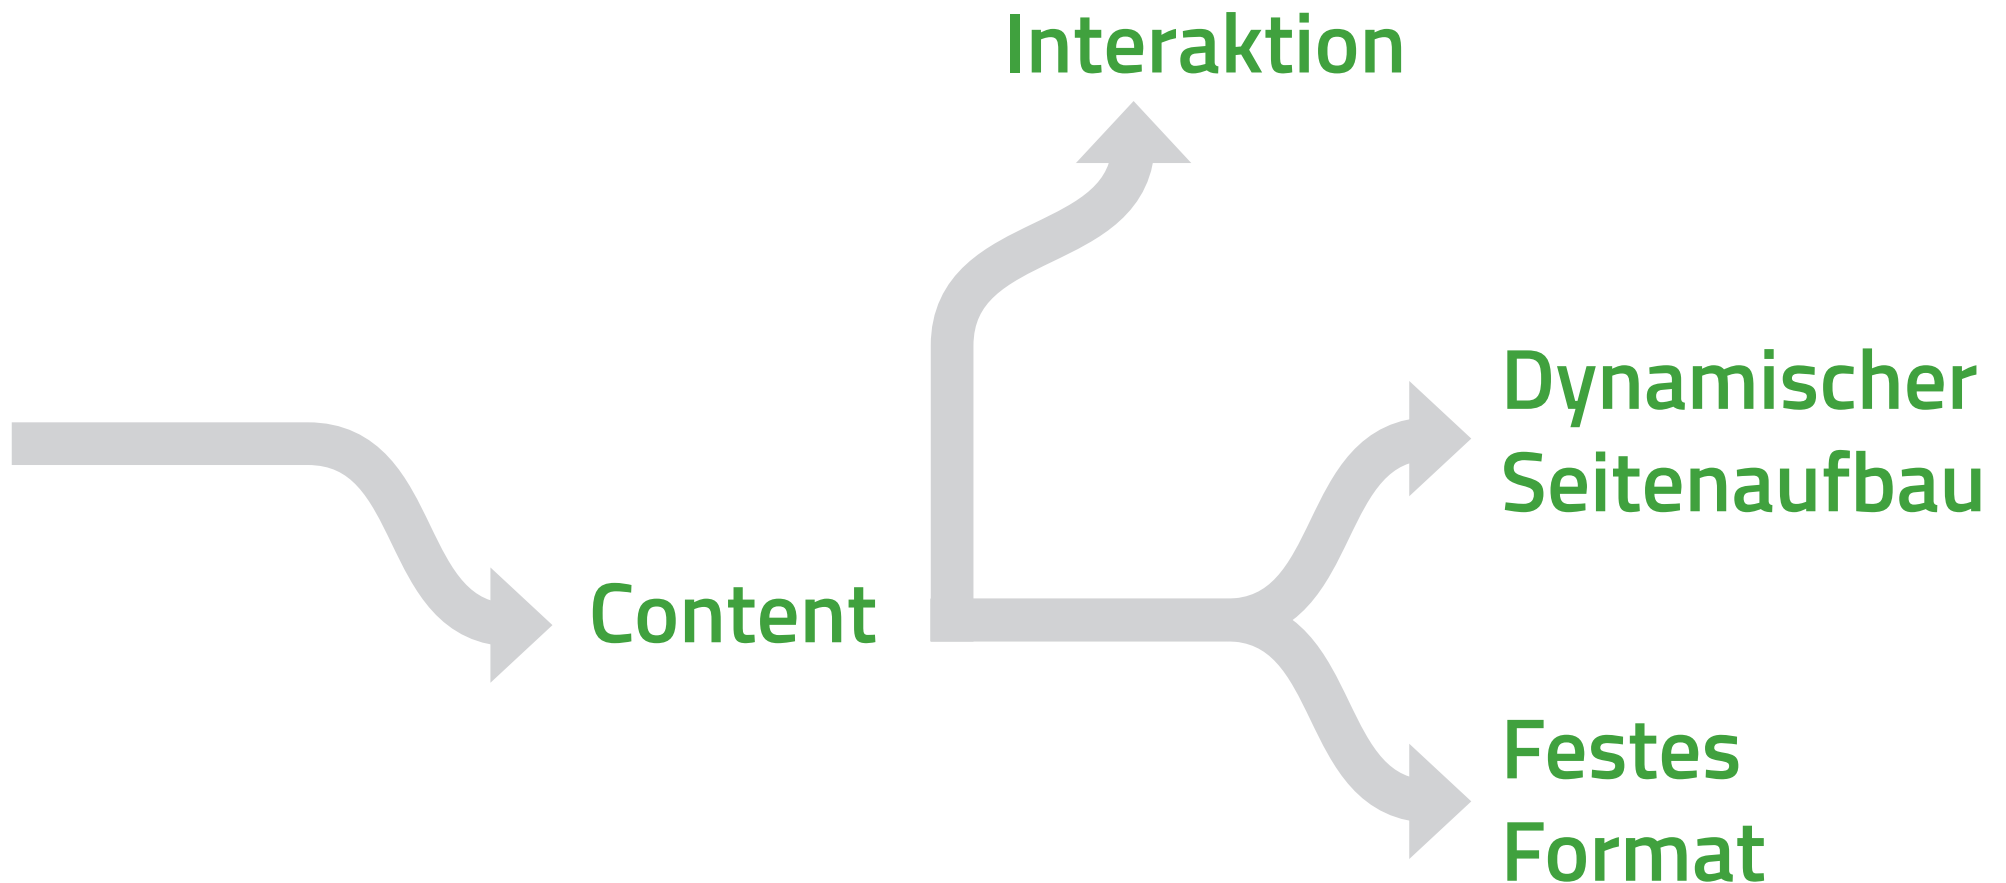 Interaktion
Dynamischer
Seitenaufbau
Content
Festes
Format